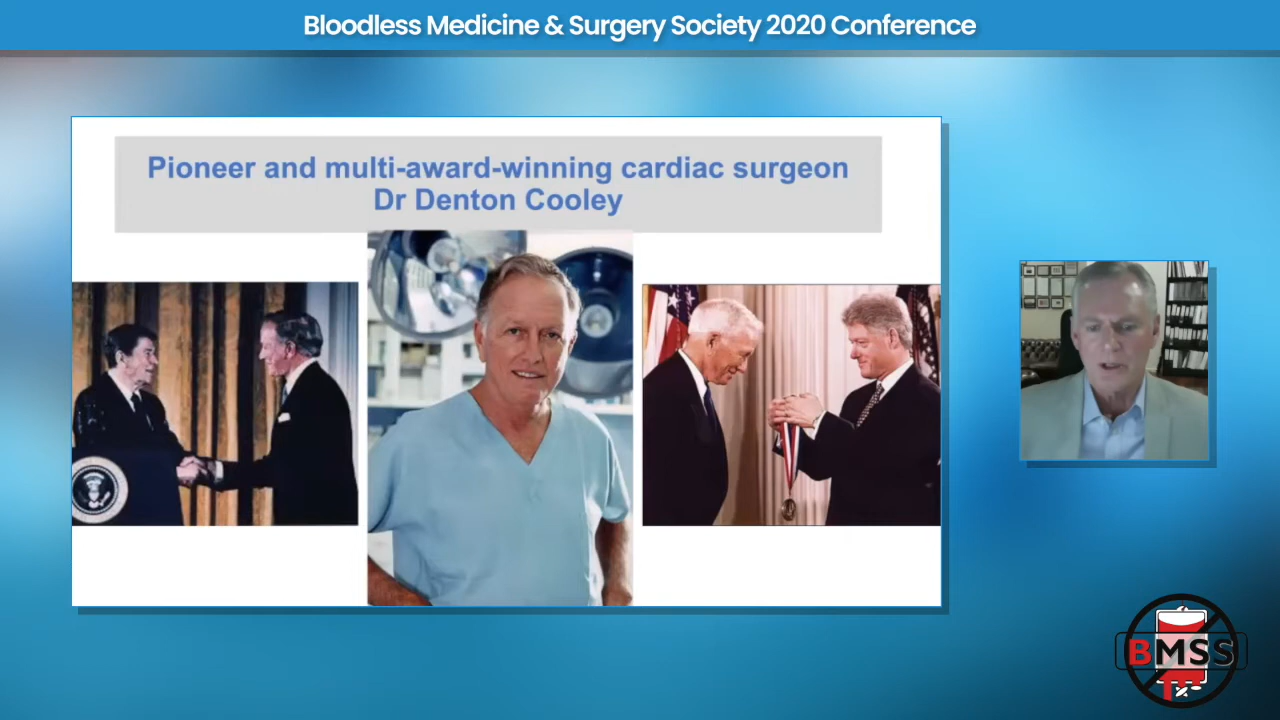 Bloodless Medicine & Surgery Society 2020 Conference
Pioneer and multi-award-winning cardiac surgeon
Dr Denton Cooley
BMSS